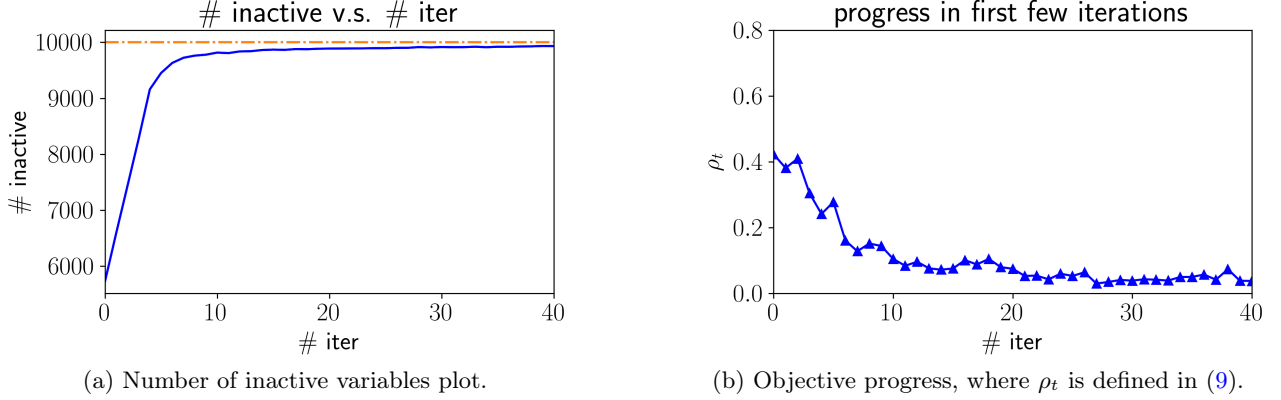 # inactive v.s. # iter
10000
9000
8000
7000
6000
# inactive
0
10
20
30
40
# iter
(a) Number of inactive variables plot.
progress in first few iterations
0.8
0.6
0.4
0.2
0.0
ρt
0
10
20
30
40
# iter
(b) Objective progress, where ρt is defined in (9).